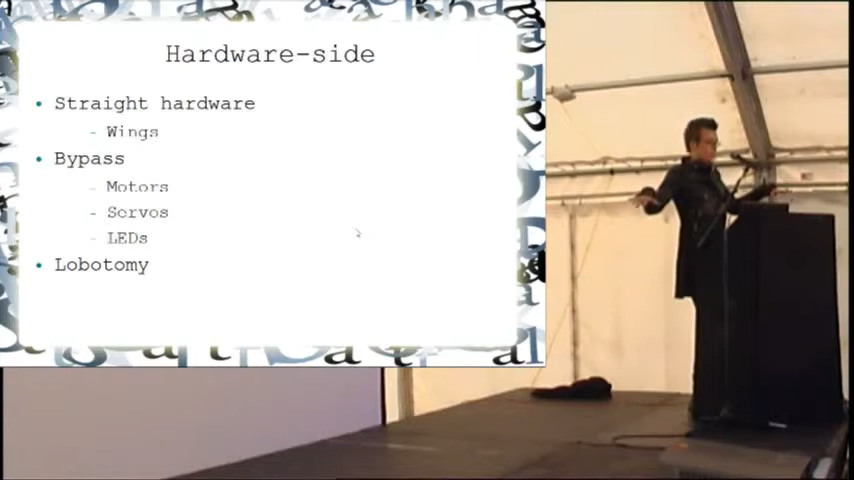 Hardware-side
• Straight hardware
- Wings
• Bypass
- Motors
- Servos
- LEDs
• Lobotomy